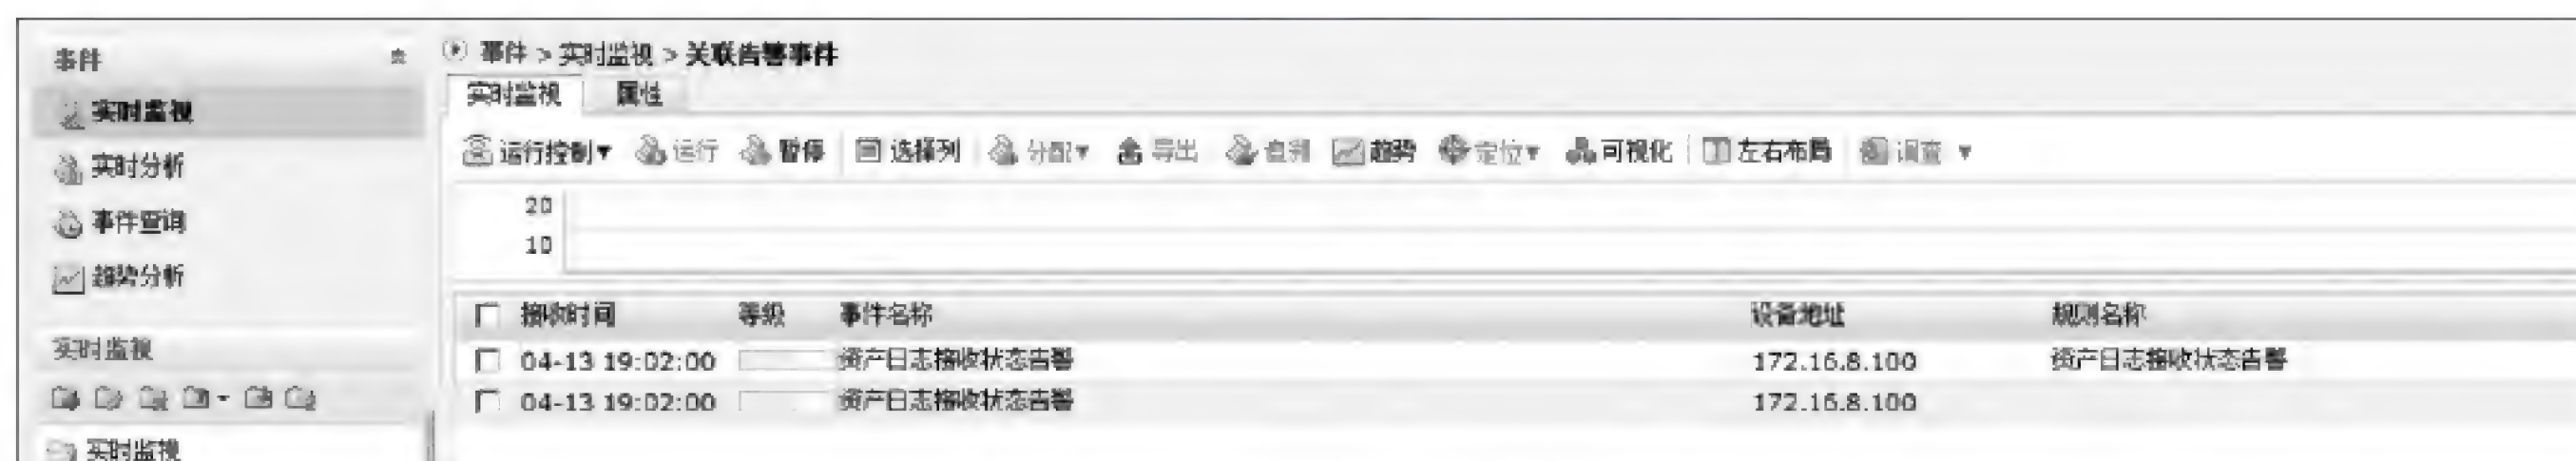 事件
实时监视
实时分析
事件查询
趋势分析
实时监视
实时监视
事件 > 实时监视 > 关联告警事件
实时监视 属性
运行控制 运行 暂停 选择列 分配 导出 查询 趋势 定位 可视化 左右布局 调查
20
10
接收时间 等级 事件名称 设备地址 规则名称
04-13 19:02:00 资产日志接收状态告警 172.16.8.100 资产日志接收状态告警
04-13 19:02:00 资产日志接收状态告警 172.16.8.100